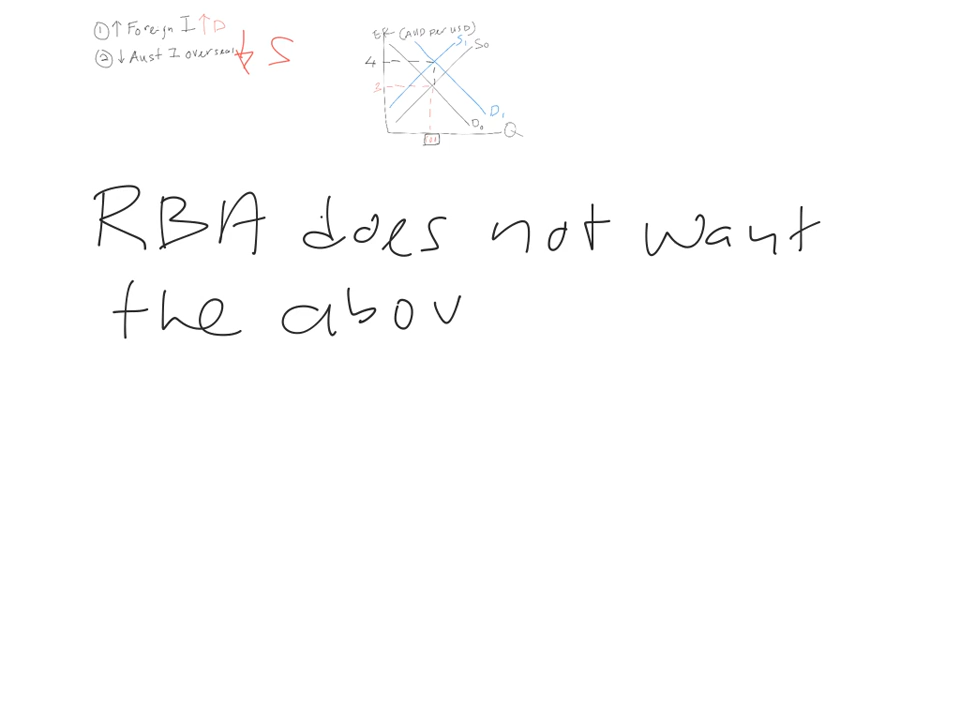 ① ↑ Foreign I ↑ D
② ↓ Aust I overseas ↓ S
ER (AUD per USD)
S₁ S₀
4
3
D₁
D₀
Q
RBA does not want
the abov